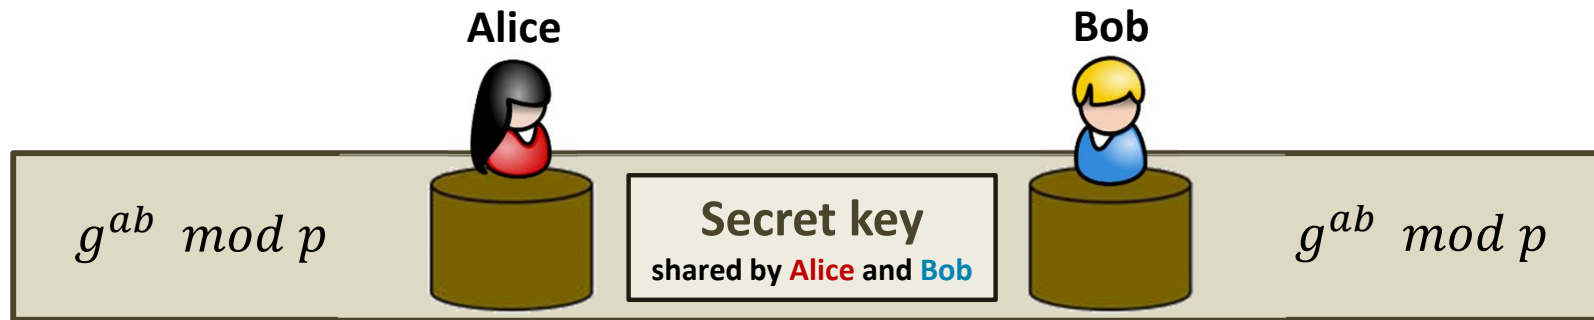 Alice
Bob
g^{ab} mod p
Secret key
shared by Alice and Bob
g^{ab} mod p